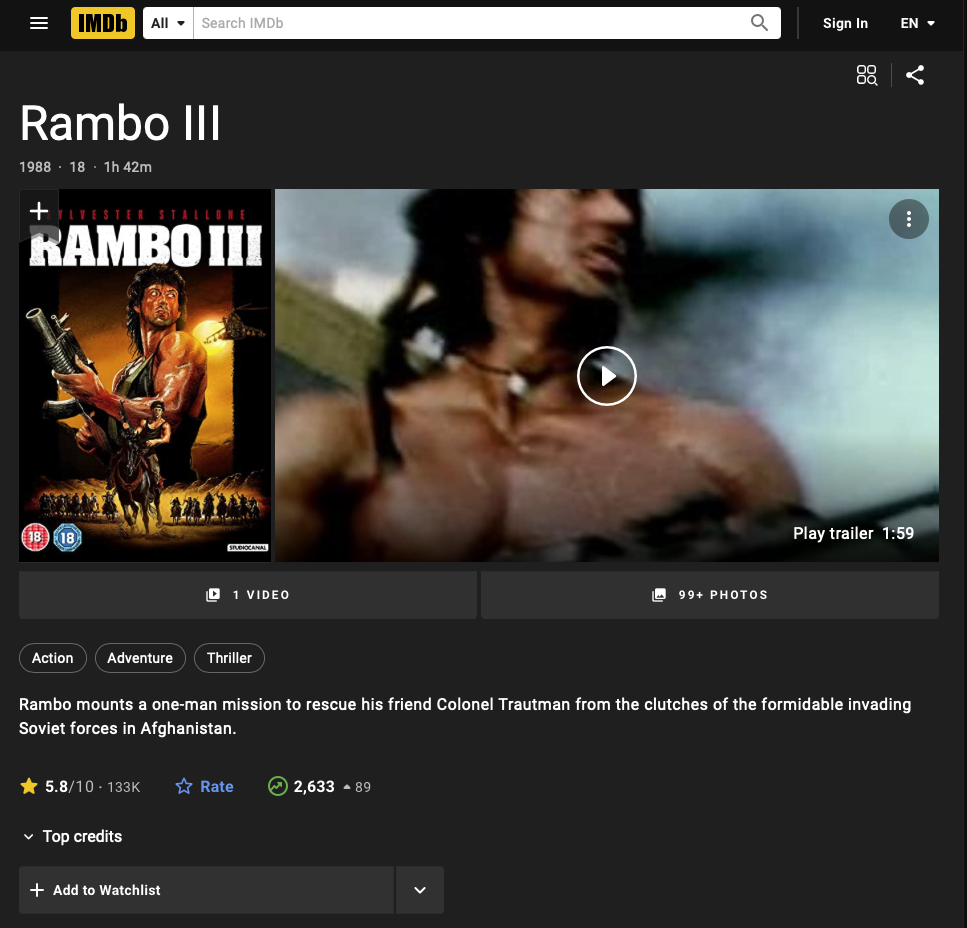 IMDb All Search IMDb Sign In EN
Rambo III
1988 · 18 · 1h 42m
SYLVESTER STALLONE
RAMBO III
18 18
STUDIOCANAL
Play trailer 1:59
1 VIDEO
99+ PHOTOS
Action Adventure Thriller
Rambo mounts a one-man mission to rescue his friend Colonel Trautman from the clutches of the formidable invading
Soviet forces in Afghanistan.
5.8/10 · 133K Rate 2,633 89
Top credits
Add to Watchlist